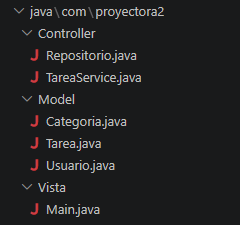 java\com\proyectora2
Controller
Repositorio.java
TareaService.java
Model
Categoria.java
Tarea.java
Usuario.java
Vista
Main.java